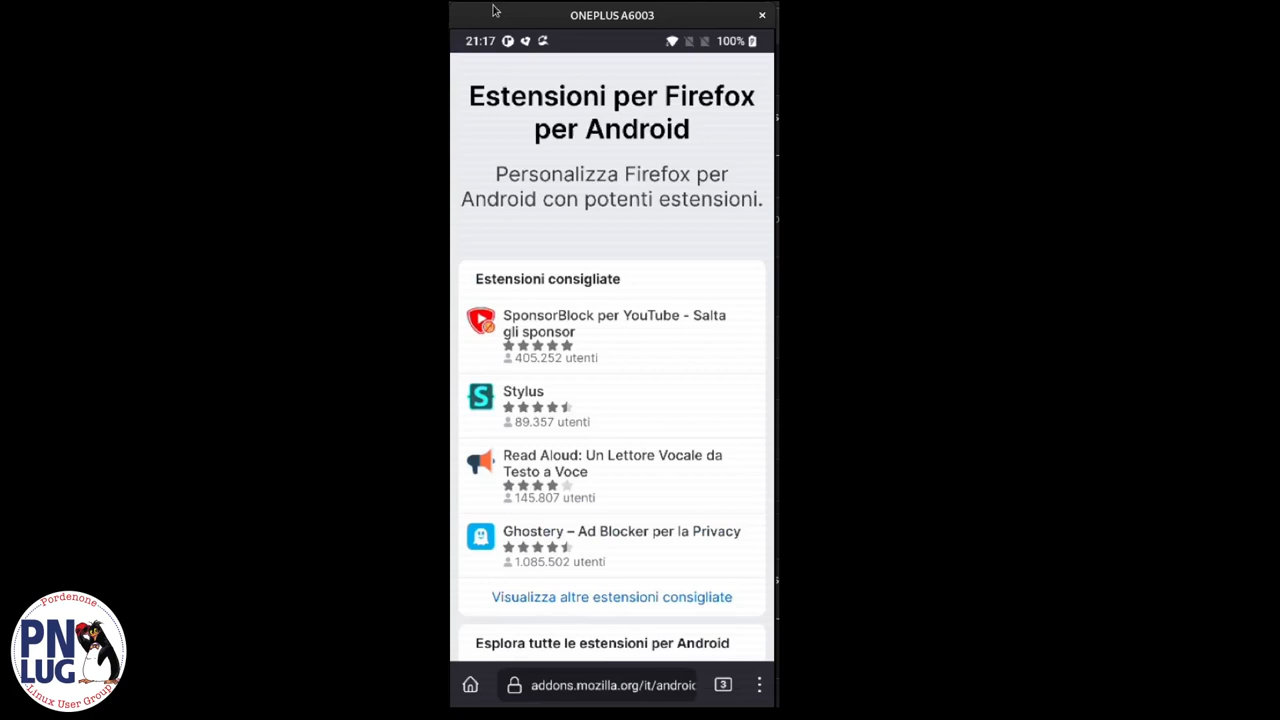 ONEPLUS A6003
21:17
100%
Estensioni per Firefox
per Android
Personalizza Firefox per
Android con potenti estensioni.
Estensioni consigliate
SponsorBlock per YouTube - Salta
gli sponsor
405.252 utenti
Stylus
89.357 utenti
Read Aloud: Un Lettore Vocale da
Testo a Voce
145.807 utenti
Ghostery – Ad Blocker per la Privacy
1.085.502 utenti
Visualizza altre estensioni consigliate
Esplora tutte le estensioni per Android
addons.mozilla.org/it/androic
3
Pordenone
PN
LUG
Linux User Group